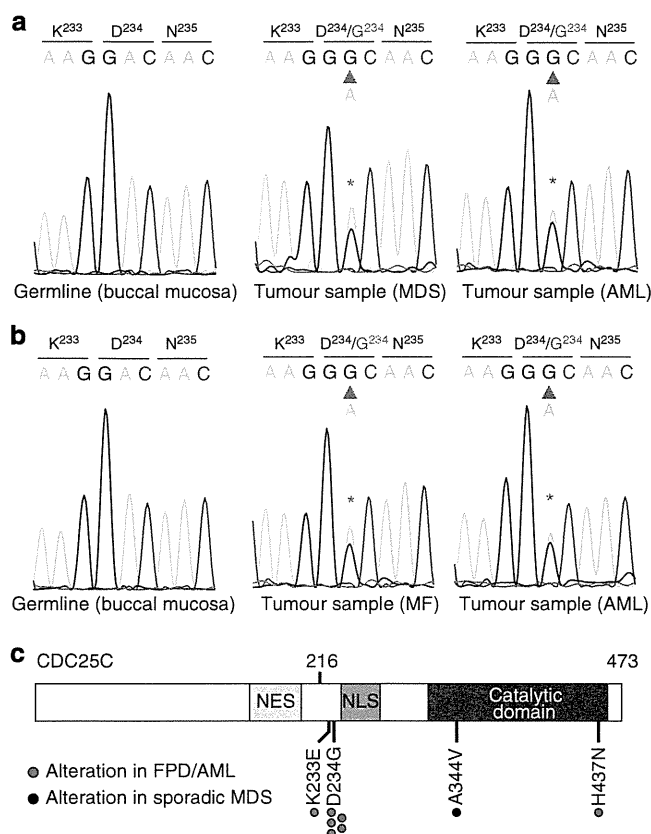 a
K²³³ D²³⁴ N²³⁵ K²³³ D²³⁴/G²³⁴ N²³⁵ K²³³ D²³⁴/G²³⁴ N²³⁵
A A G G A C A A C A A G G G C A A C A A G G G C A A C
A A
* *
Germline (buccal mucosa) Tumour sample (MDS) Tumour sample (AML)
b
K²³³ D²³⁴ N²³⁵ K²³³ D²³⁴/G²³⁴ N²³⁵ K²³³ D²³⁴/G²³⁴ N²³⁵
A A G G A C A A C A A G G G C A A C A A G G G C A A C
A A
* *
Germline (buccal mucosa) Tumour sample (MF) Tumour sample (AML)
c
CDC25C 216 473
NES NLS Catalytic
domain
K233E D234G A344V H437N
Alteration in FPD/AML
Alteration in sporadic MDS